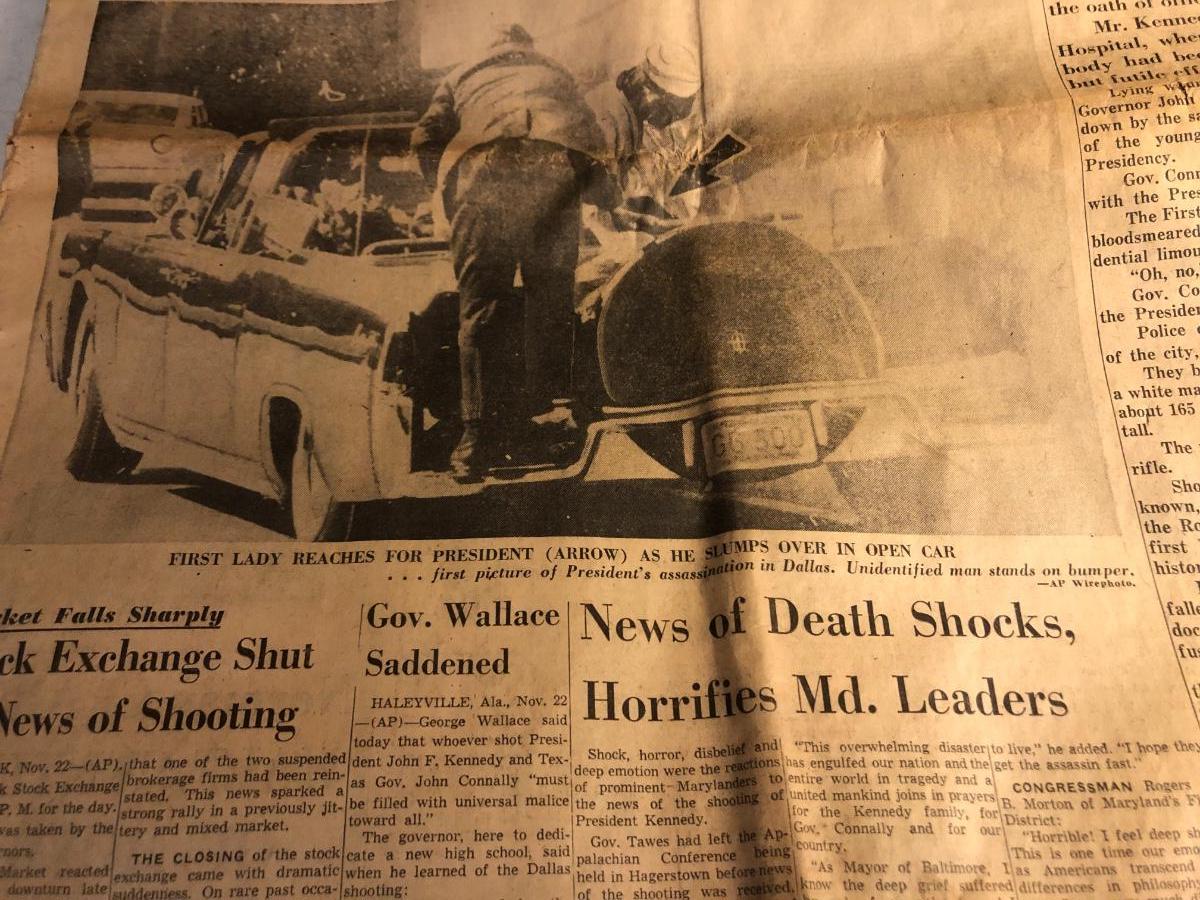 GG 300
FIRST LADY REACHES FOR PRESIDENT (ARROW) AS HE SLUMPS OVER IN OPEN CAR
. . . first picture of President's assassination in Dallas. Unidentified man stands on bumper.
—AP Wirephoto.
Market Falls Sharply
ck Exchange Shut
News of Shooting
K, Nov. 22—(AP).
k Stock Exchange
P. M. for the day.
was taken by the
rnors.
Market reacted
downturn late
that one of the two suspended
brokerage firms had been rein-
stated. This news sparked a
strong rally in a previously jit-
tery and mixed market.
THE CLOSING of the stock
exchange came with dramatic
suddenness. On rare past occa-
Gov. Wallace
Saddened
HALEYVILLE, Ala., Nov. 22
—(AP)—George Wallace said
today that whoever shot Presi-
dent John F. Kennedy and Tex-
as Gov. John Connally "must
be filled with universal malice
toward all."
The governor, here to dedi-
cate a new high school, said
when he learned of the Dallas
shooting:
News of Death Shocks,
Horrifies Md. Leaders
Shock, horror, disbelief and
deep emotion were the reactions
of prominent Marylanders to
the news of the shooting of
President Kennedy.
Gov. Tawes had left the Ap-
palachian Conference being
held in Hagerstown before news
of the shooting was received.
"This overwhelming disaster
has engulfed our nation and the
entire world in tragedy and a
united mankind joins in prayers
for the Kennedy family, for
Gov. Connally and for our
country.
"As Mayor of Baltimore, I
know the deep grief suffered
to live," he added. "I hope they
get the assassin fast."
CONGRESSMAN Rogers
B. Morton of Maryland's F
District:
"Horrible! I feel deep sh
This is one time our emo
as Americans transcend
differences in philosophy
the oath of offic
Mr. Kenne
Hospital, whe
body had bee
but futile eff
Lying woun
Governor John
down by the sa
of the young
Presidency.
Gov. Conn
with the Pres
The First
bloodsmeared
dential limou
"Oh, no,
Gov. Co
the Presiden
Police
of the city,
They b
a white ma
about 165
tall.
The
rifle.
Sho
known,
the Ro
first
histor
falle
doc
fus